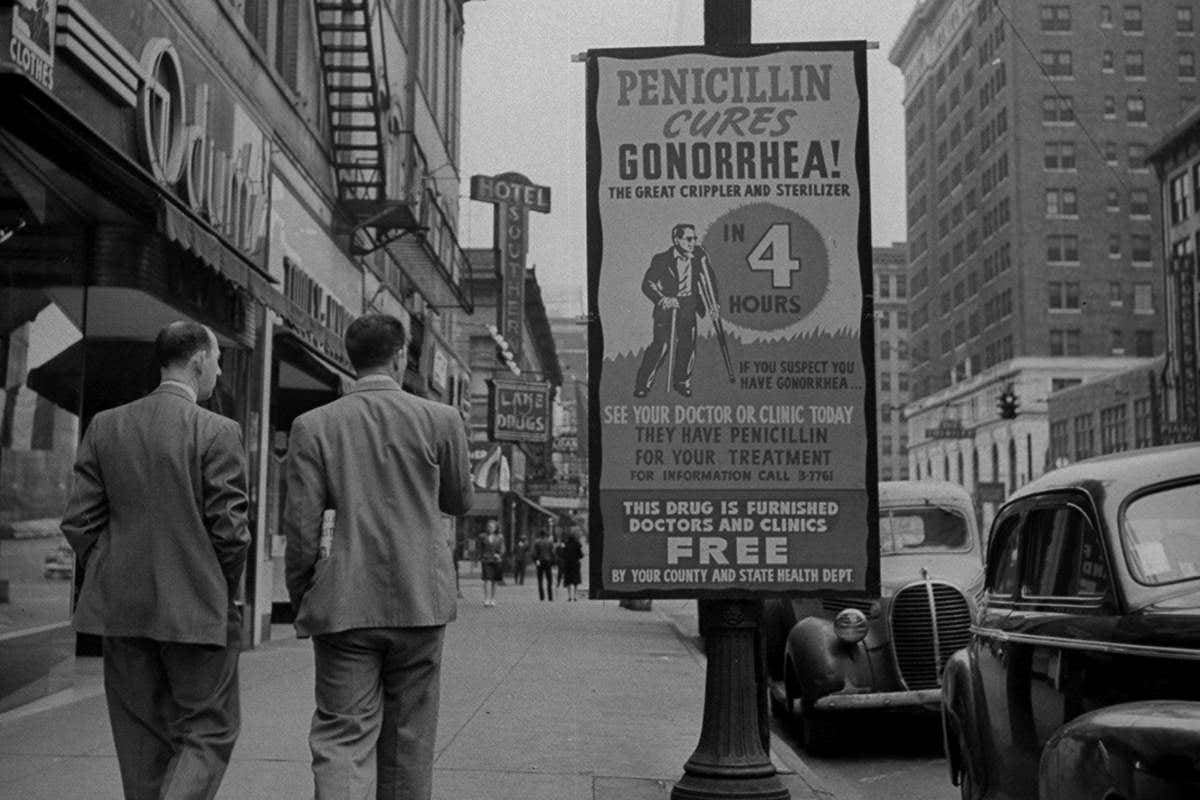 CLOTHES
HOTEL
LANE
DRUGS
PENICILLIN
CURES
GONORRHEA!
THE GREAT CRIPPLER AND STERILIZER
IN
4
HOURS
IF YOU SUSPECT YOU
HAVE GONORRHEA...
SEE YOUR DOCTOR OR CLINIC TODAY
THEY HAVE PENICILLIN
FOR YOUR TREATMENT
FOR INFORMATION CALL 3-7761
THIS DRUG IS FURNISHED
DOCTORS AND CLINICS
FREE
BY YOUR COUNTY AND STATE HEALTH DEPT.